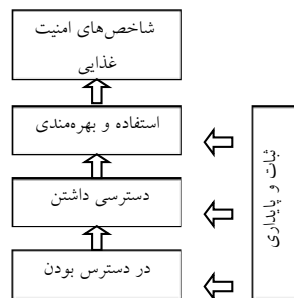 شاخص‌های امنیت
غذایی
استفاده و بهره‌مندی
دسترسی داشتن
در دسترس بودن
ثبات و پایداری